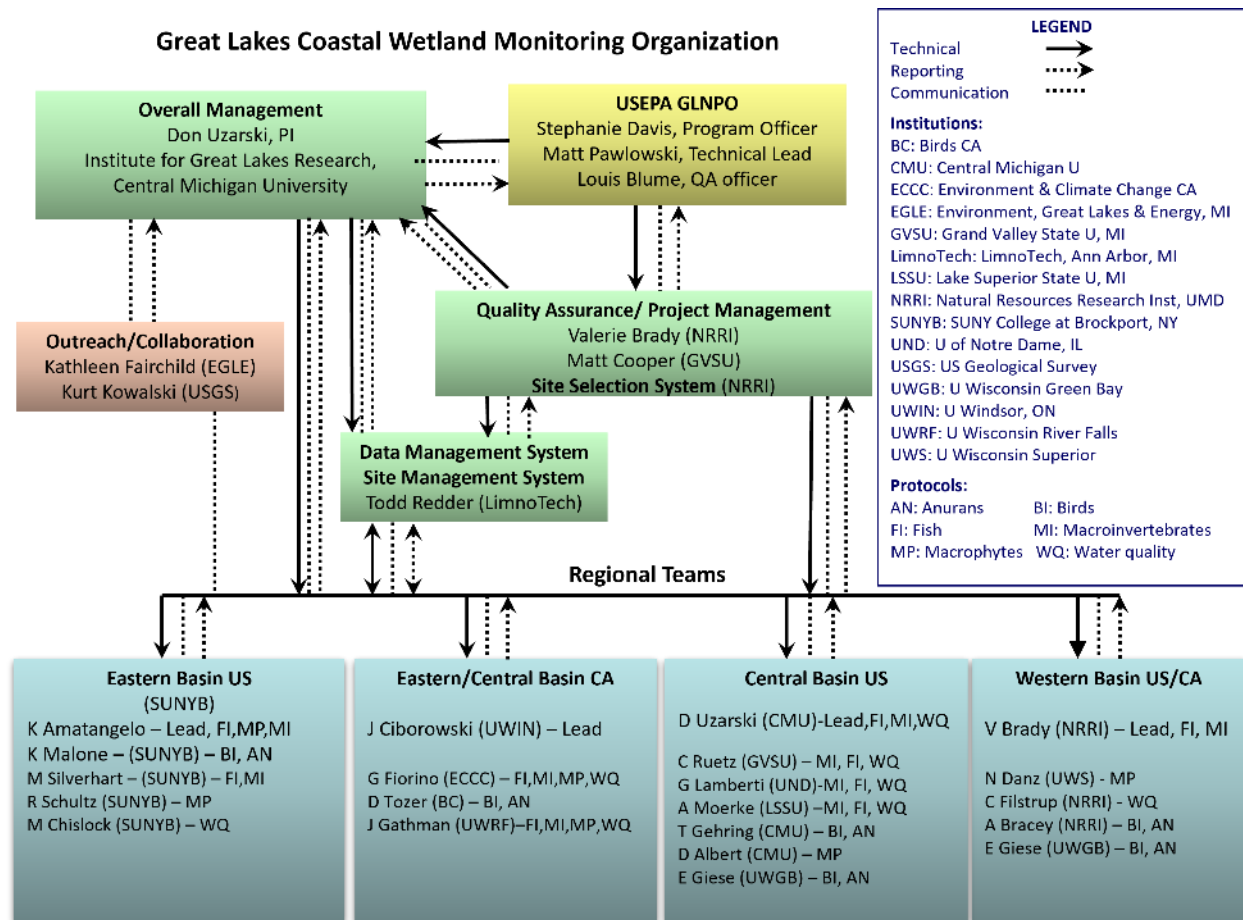 Great Lakes Coastal Wetland Monitoring Organization
Overall Management
Don Uzarski, PI
Institute for Great Lakes Research,
Central Michigan University
USEPA GLNPO
Stephanie Davis, Program Officer
Matt Pawlowski, Technical Lead
Louis Blume, QA officer
Outreach/Collaboration
Kathleen Fairchild (EGLE)
Kurt Kowalski (USGS)
Quality Assurance/ Project Management
Valerie Brady (NRRI)
Matt Cooper (GVSU)
Site Selection System (NRRI)
Data Management System
Site Management System
Todd Redder (LimnoTech)
LEGEND
Technical
Reporting
Communication
Institutions:
BC: Birds CA
CMU: Central Michigan U
ECCC: Environment & Climate Change CA
EGLE: Environment, Great Lakes & Energy, MI
GVSU: Grand Valley State U, MI
LimnoTech: LimnoTech, Ann Arbor, MI
LSSU: Lake Superior State U, MI
NRRI: Natural Resources Research Inst, UMD
SUNYB: SUNY College at Brockport, NY
UND: U of Notre Dame, IL
USGS: US Geological Survey
UWGB: U Wisconsin Green Bay
UWIN: U Windsor, ON
UWRF: U Wisconsin River Falls
UWS: U Wisconsin Superior
Protocols:
AN: Anurans BI: Birds
FI: Fish MI: Macroinvertebrates
MP: Macrophytes WQ: Water quality
Regional Teams
Eastern Basin US
(SUNYB)
K Amatangelo – Lead, FI,MP,MI
K Malone – (SUNYB) – BI, AN
M Silverhart – (SUNYB) – FI,MI
R Schultz (SUNYB) – MP
M Chislock (SUNYB) – WQ
Eastern/Central Basin CA
J Ciborowski (UWIN) – Lead
G Fiorino (ECCC) – FI,MI,MP,WQ
D Tozer (BC) – BI, AN
J Gathman (UWRF)–FI,MI,MP,WQ
Central Basin US
D Uzarski (CMU)-Lead,FI,MI,WQ
C Ruetz (GVSU) – MI, FI, WQ
G Lamberti (UND)-MI, FI, WQ
A Moerke (LSSU) –MI, FI, WQ
T Gehring (CMU) – BI, AN
D Albert (CMU) – MP
E Giese (UWGB) – BI, AN
Western Basin US/CA
V Brady (NRRI) – Lead, FI, MI
N Danz (UWS) - MP
C Filstrup (NRRI) - WQ
A Bracey (NRRI) – BI, AN
E Giese (UWGB) – BI, AN